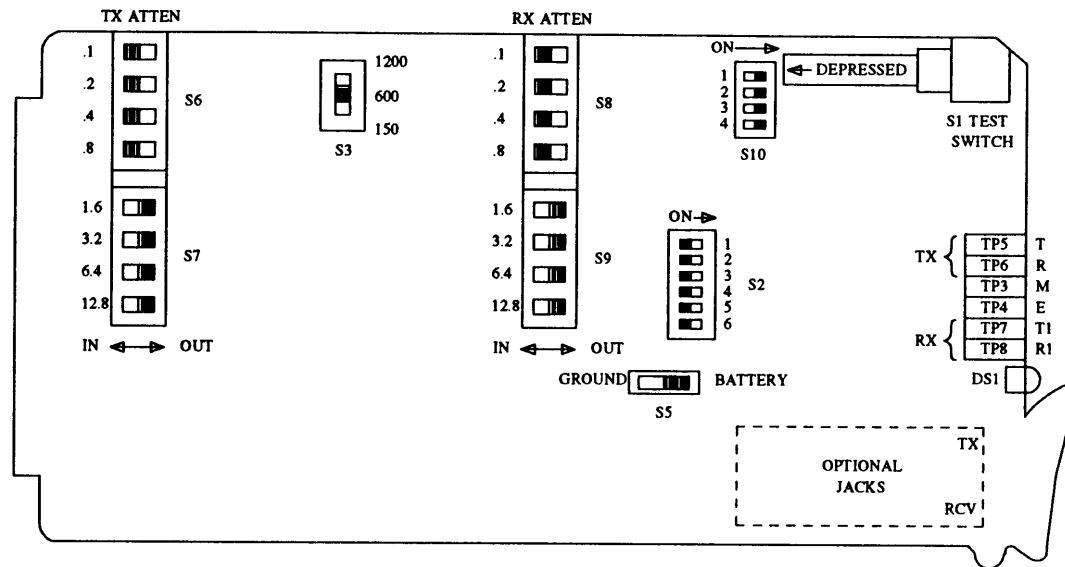 TX ATTEN
.1
.2
.4
.8
S6
1.6
3.2
6.4
12.8
S7
IN
OUT
1200
600
150
S3
RX ATTEN
.1
.2
.4
.8
S8
1.6
3.2
6.4
12.8
S9
IN
OUT
ON
1
2
3
4
S10
DEPRESSED
S1 TEST
SWITCH
ON
1
2
3
4
5
6
S2
GROUND
BATTERY
S5
TX
TP5 T
TP6 R
TP3 M
TP4 E
RX
TP7 T1
TP8 R1
DS1
TX
OPTIONAL
JACKS
RCV